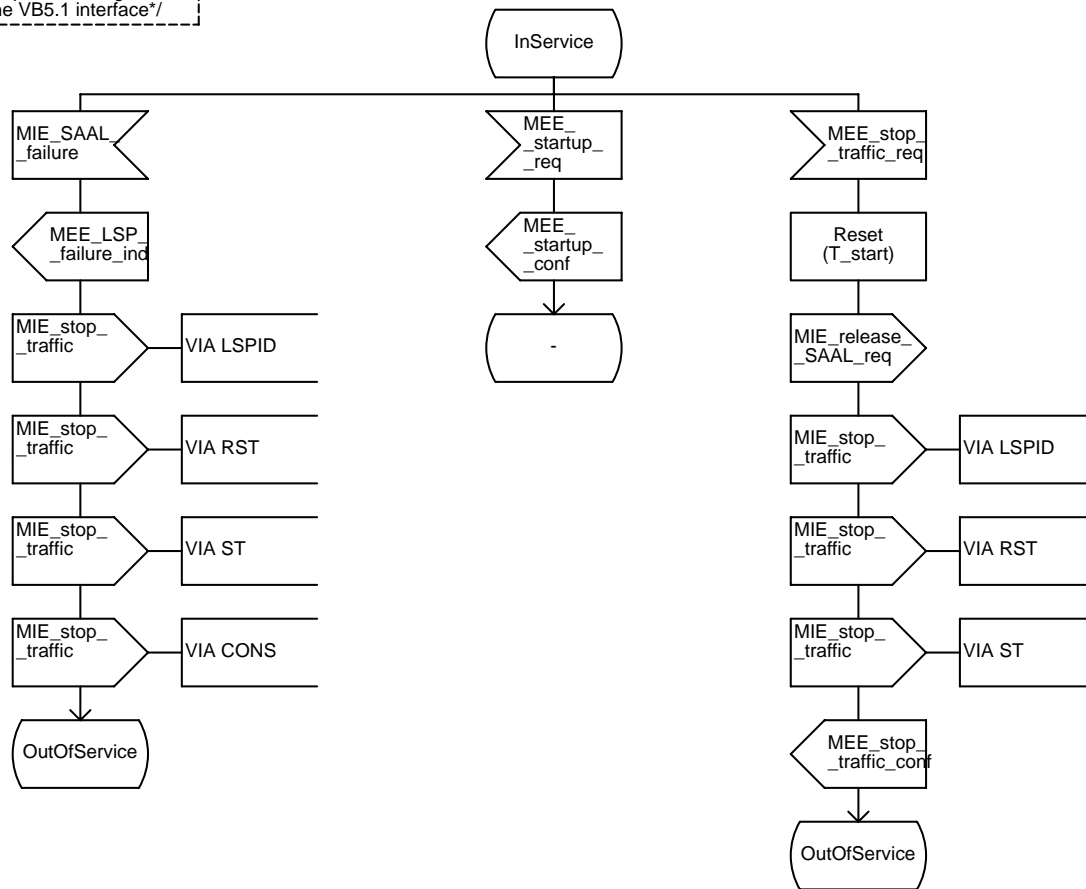 he VB5.1 interface*/
InService
MIE_SAAL_
_failure
MEE_
_startup_
_req
MEE_stop_
_traffic_req
MEE_LSP_
_failure_ind
MEE_
_startup_
_conf
Reset
(T_start)
MIE_stop_
_traffic
VIA LSPID
-
MIE_release_
_SAAL_req
MIE_stop_
_traffic
VIA RST
MIE_stop_
_traffic
VIA LSPID
MIE_stop_
_traffic
VIA ST
MIE_stop_
_traffic
VIA RST
MIE_stop_
_traffic
VIA CONS
MIE_stop_
_traffic
VIA ST
OutOfService
MEE_stop_
_traffic_conf
OutOfService